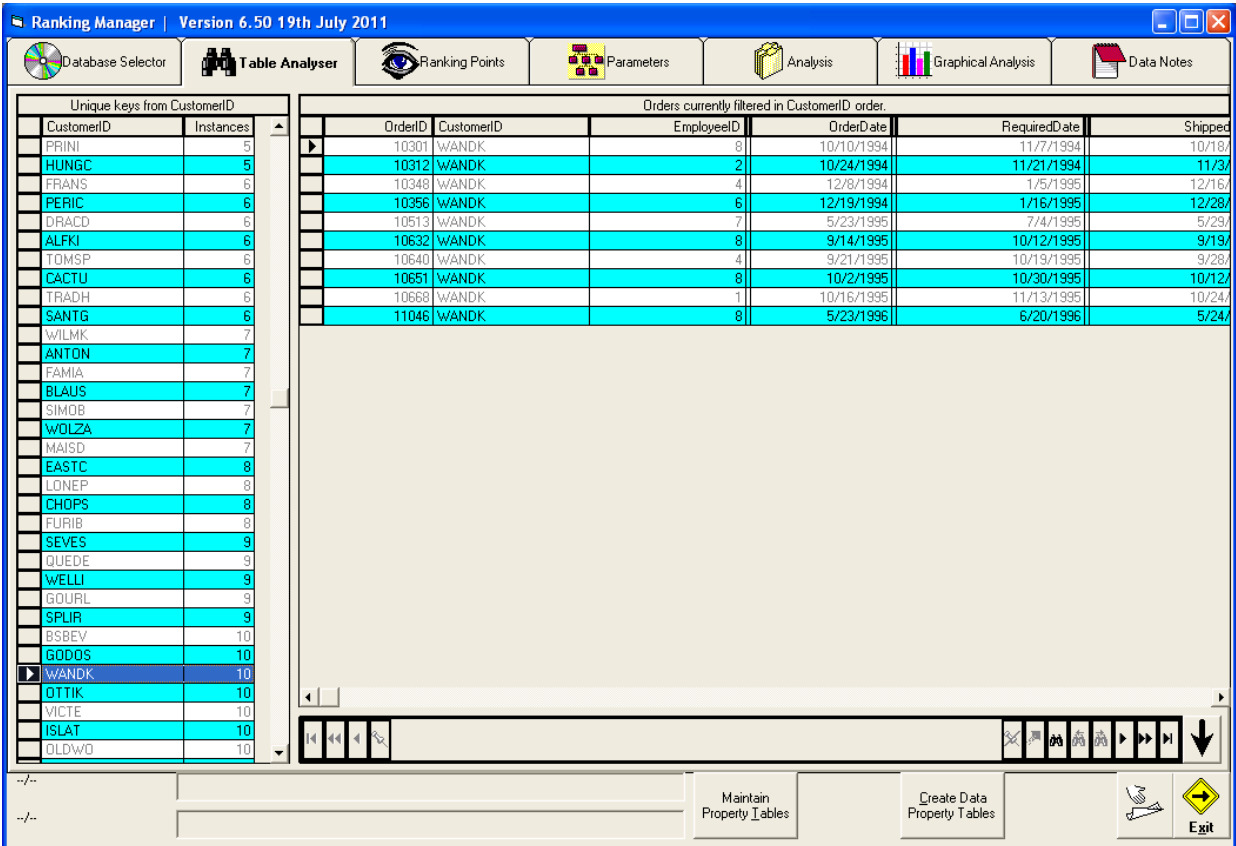 Ranking Manager | Version 6.50 19th July 2011
Database Selector Table Analyser Ranking Points Parameters Analysis Graphical Analysis Data Notes
Unique keys from CustomerID
CustomerID Instances
PRINI 5
HUNGC 5
FRANS 6
PERIC 6
DRACD 6
ALFKI 6
TOMSP 6
CACTU 6
TRADH 6
SANTG 6
WILMK 7
ANTON 7
FAMIA 7
BLAUS 7
SIMOB 7
WOLZA 7
MAISD 7
EASTC 8
LONEP 8
CHOPS 8
FURIB 8
SEVES 9
QUEDE 9
WELLI 9
GOURL 9
SPLIR 9
BSBEV 10
GODOS 10
WANDK 10
OTTIK 10
VICTE 10
ISLAT 10
OLDWO 10
Orders currently filtered in CustomerID order.
OrderID CustomerID EmployeeID OrderDate RequiredDate Shipped
10301 WANDK 8 10/10/1994 11/7/1994 10/18/
10312 WANDK 2 10/24/1994 11/21/1994 11/3/
10348 WANDK 4 12/8/1994 1/5/1995 12/16/
10356 WANDK 6 12/19/1994 1/16/1995 12/28/
10513 WANDK 7 5/23/1995 7/4/1995 5/29/
10632 WANDK 8 9/14/1995 10/12/1995 9/19/
10640 WANDK 4 9/21/1995 10/19/1995 9/28/
10651 WANDK 8 10/2/1995 10/30/1995 10/12/
10668 WANDK 1 10/16/1995 11/13/1995 10/24/
11046 WANDK 8 5/23/1996 6/20/1996 5/24/
--/--
--/--
Maintain
Property Tables
Create Data
Property Tables
Exit